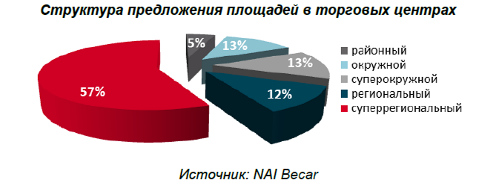 Структура предложения площадей в торговых центрах
5%
13%
13%
12%
57%
районный
окружной
суперокружной
региональный
суперрегиональный
Источник: NAI Becar